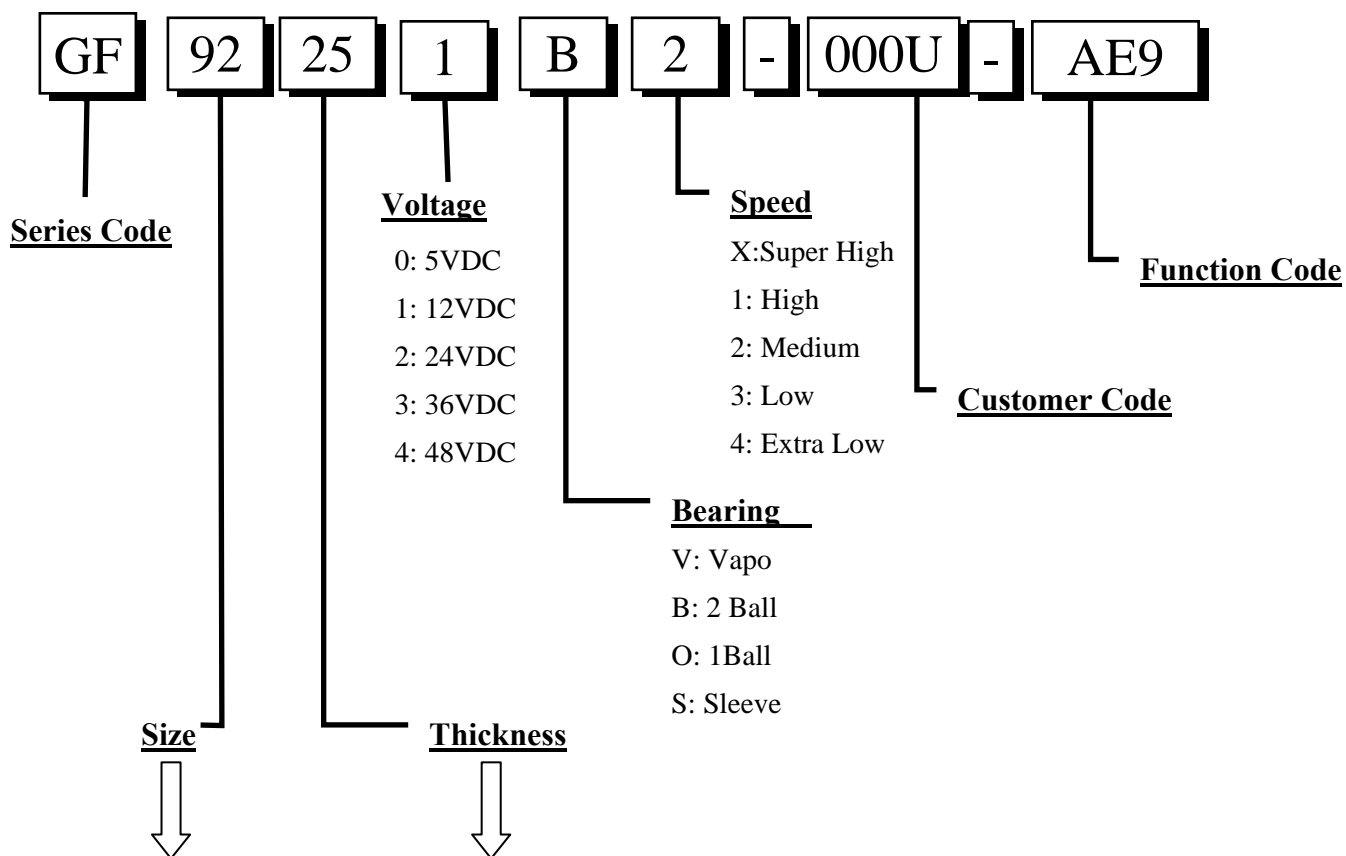 GF 92 25 1 B 2 - 000U - AE9
Series Code
Voltage
0: 5VDC
1: 12VDC
2: 24VDC
3: 36VDC
4: 48VDC
Speed
X:Super High
1: High
2: Medium
3: Low
4: Extra Low
Function Code
Customer Code
Bearing
V: Vapo
B: 2 Ball
O: 1Ball
S: Sleeve
Size
Thickness